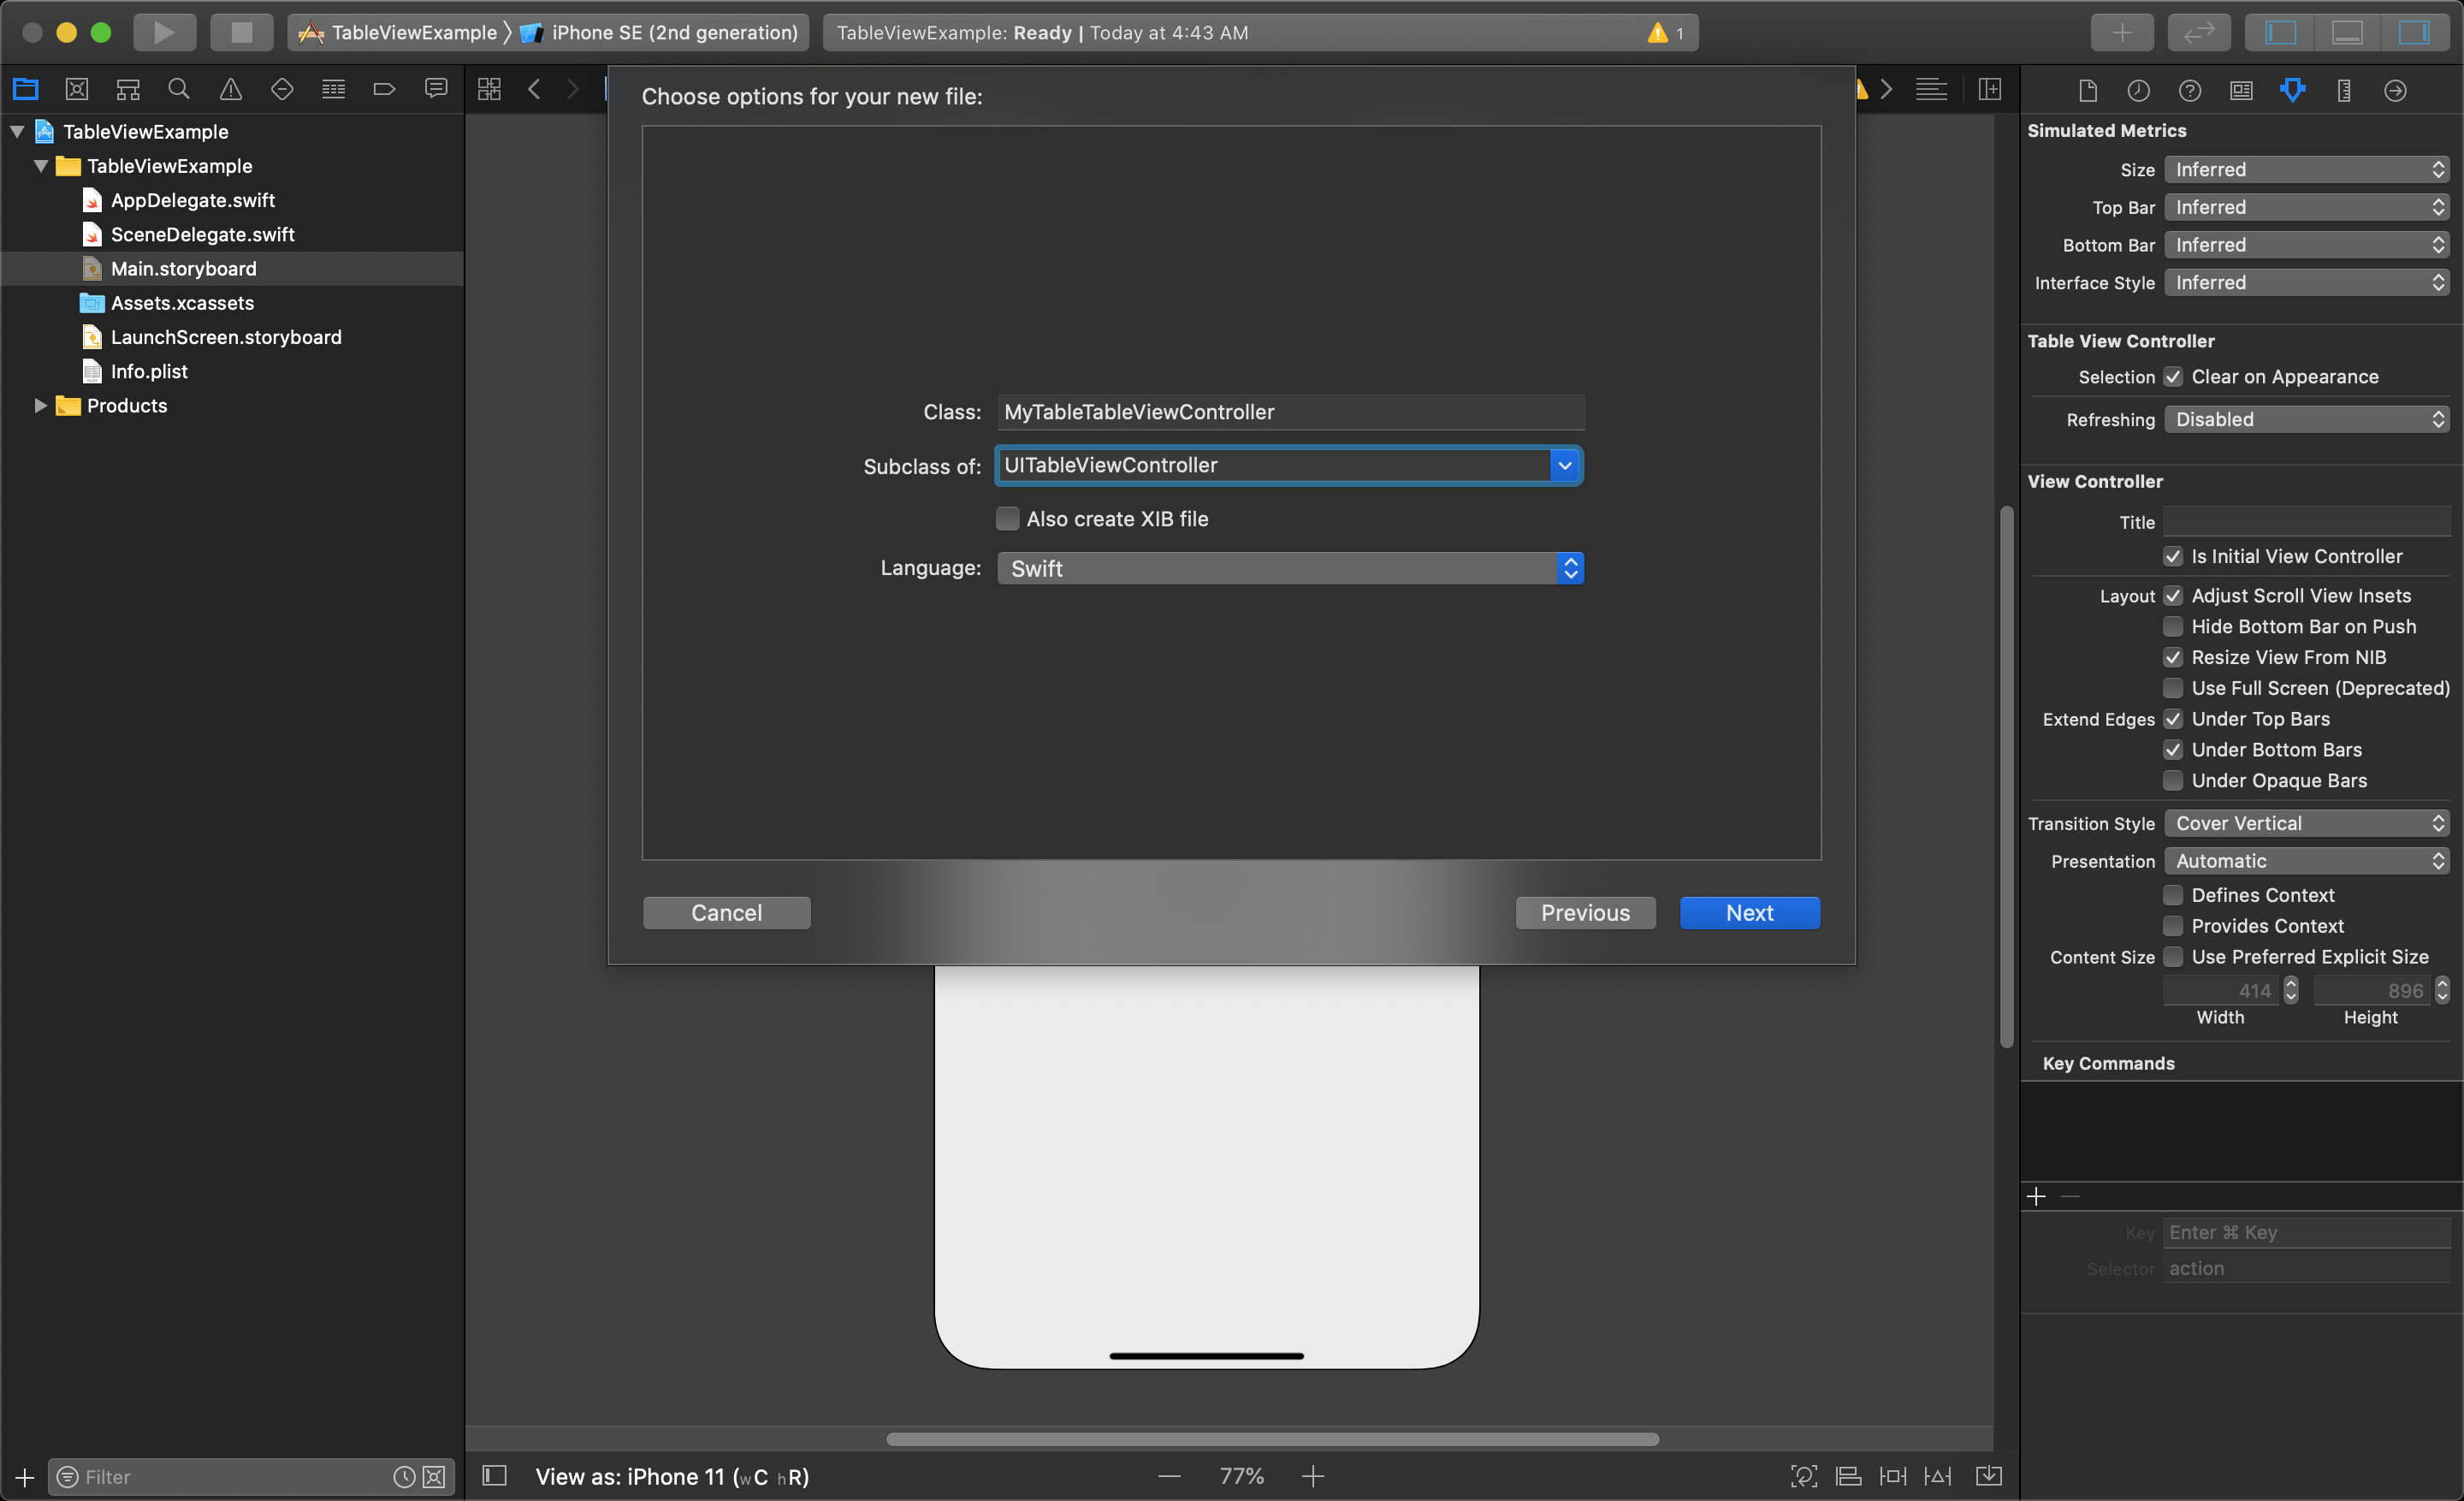 TableViewExample 〉 iPhone SE (2nd generation)
TableViewExample: Ready | Today at 4:43 AM
1
TableViewExample
TableViewExample
AppDelegate.swift
SceneDelegate.swift
Main.storyboard
Assets.xcassets
LaunchScreen.storyboard
Info.plist
Products
Filter
Choose options for your new file:
Class: MyTableTableViewController
Subclass of: UITableViewController
Also create XIB file
Language: Swift
Cancel
Previous
Next
View as: iPhone 11 (wC hR)
77%
Simulated Metrics
Size Inferred
Top Bar Inferred
Bottom Bar Inferred
Interface Style Inferred
Table View Controller
Selection Clear on Appearance
Refreshing Disabled
View Controller
Title
Is Initial View Controller
Layout Adjust Scroll View Insets
Hide Bottom Bar on Push
Resize View From NIB
Use Full Screen (Deprecated)
Extend Edges Under Top Bars
Under Bottom Bars
Under Opaque Bars
Transition Style Cover Vertical
Presentation Automatic
Defines Context
Provides Context
Content Size Use Preferred Explicit Size
414 896
Width Height
Key Commands
Key Enter ⌘ Key
Selector action